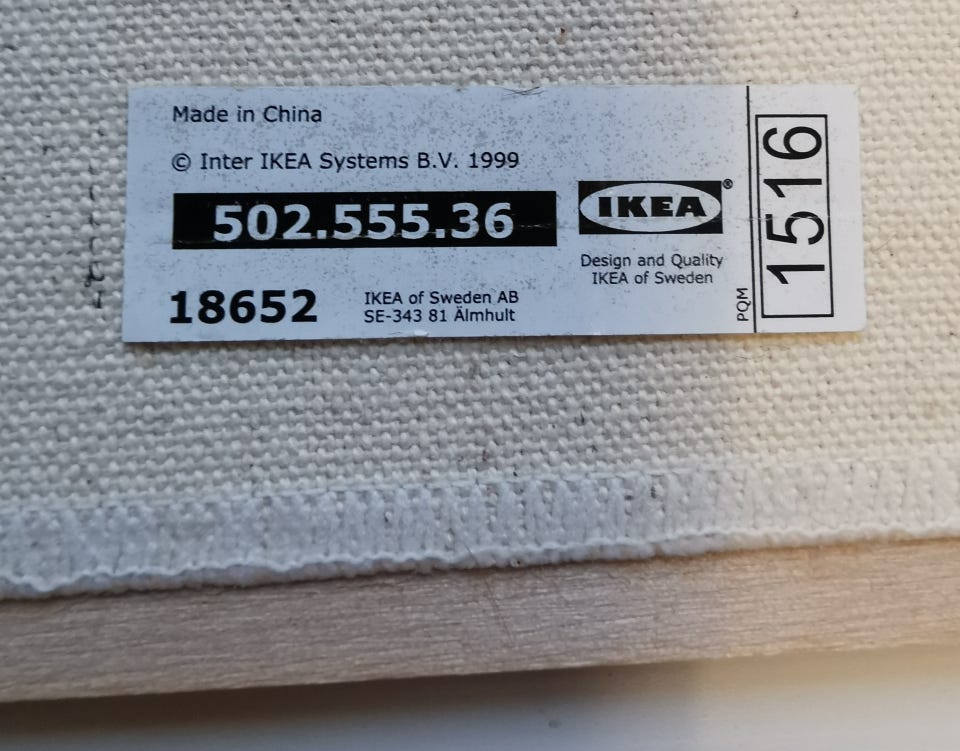 Made in China
© Inter IKEA Systems B.V. 1999
502.555.36
IKEA®
Design and Quality
IKEA of Sweden
18652
IKEA of Sweden AB
SE-343 81 Älmhult
PQM
1516